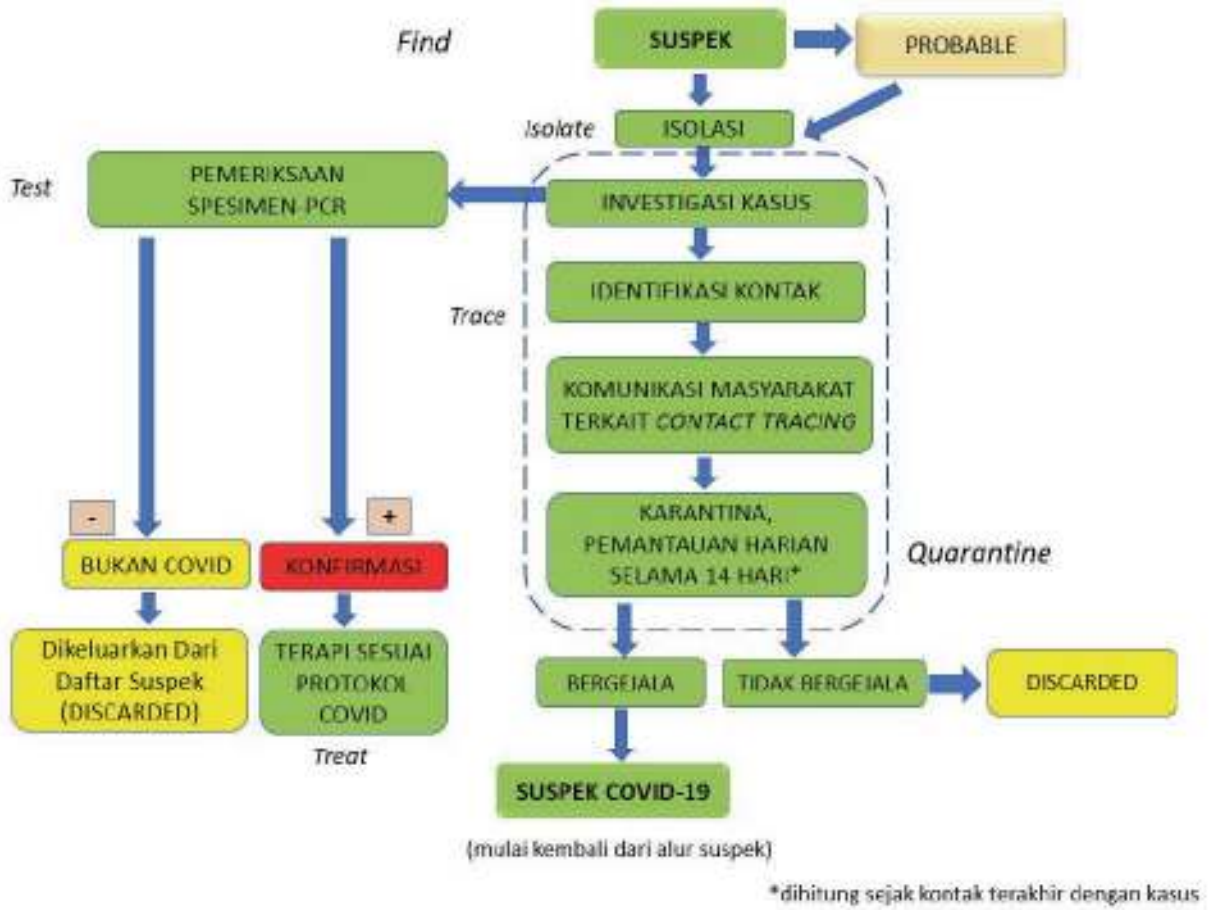 Find
SUSPEK
PROBABLE
Isolate
ISOLASI
Test
PEMERIKSAAN
SPESIMEN-PCR
INVESTIGASI KASUS
IDENTIFIKASI KONTAK
Trace
KOMUNIKASI MASYARAKAT
TERKAIT CONTACT TRACING
KARANTINA,
PEMANTAUAN HARIAN
SELAMA 14 HARI*
Quarantine
-
+
BUKAN COVID
KONFIRMASI
Dikeluarkan Dari
Daftar Suspek
(DISCARDED)
TERAPI SESUAI
PROTOKOL
COVID
Treat
BERGEJALA
TIDAK BERGEJALA
DISCARDED
SUSPEK COVID-19
(mulai kembali dari alur suspek)
*dihitung sejak kontak terakhir dengan kasus